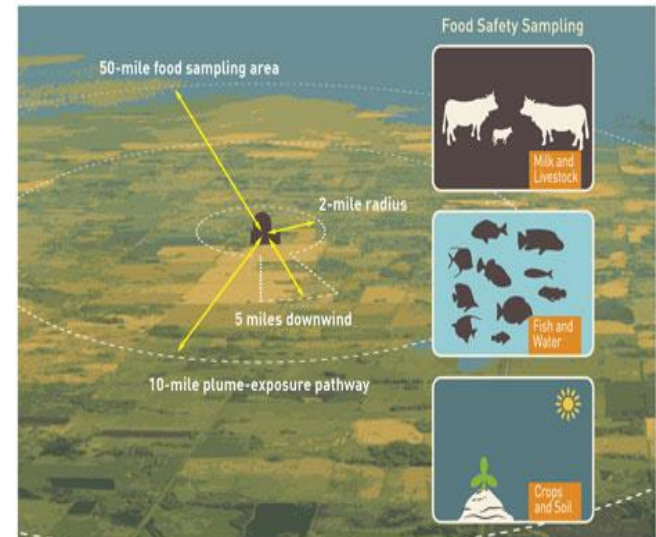 Food Safety Sampling
50-mile food sampling area
Milk and
Livestock
2-mile radius
5 miles downwind
Fish and
Water
10-mile plume-exposure pathway
Crops
and Soil